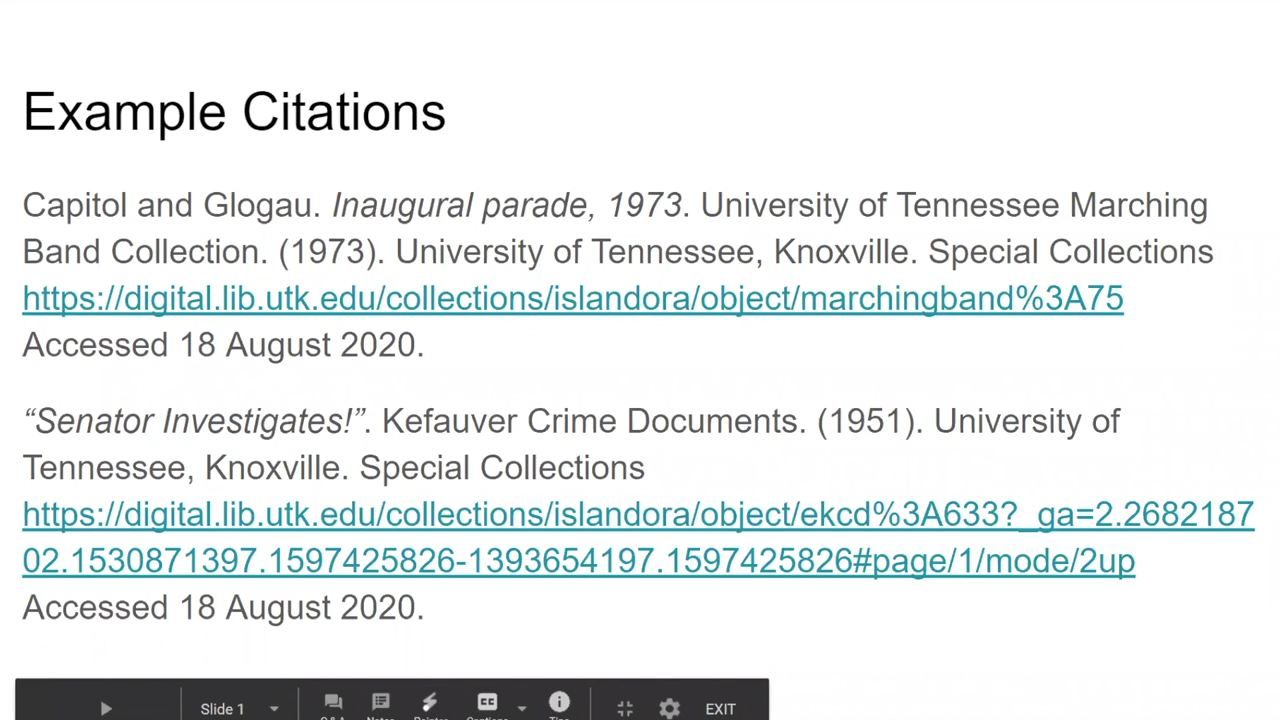 Example Citations
Capitol and Glogau. Inaugural parade, 1973. University of Tennessee Marching
Band Collection. (1973). University of Tennessee, Knoxville. Special Collections
https://digital.lib.utk.edu/collections/islandora/object/marchingband%3A75
Accessed 18 August 2020.
“Senator Investigates!”. Kefauver Crime Documents. (1951). University of
Tennessee, Knoxville. Special Collections
https://digital.lib.utk.edu/collections/islandora/object/ekcd%3A633?_ga=2.2682187
02.1530871397.1597425826-1393654197.1597425826#page/1/mode/2up
Accessed 18 August 2020.
Slide 1 CC EXIT